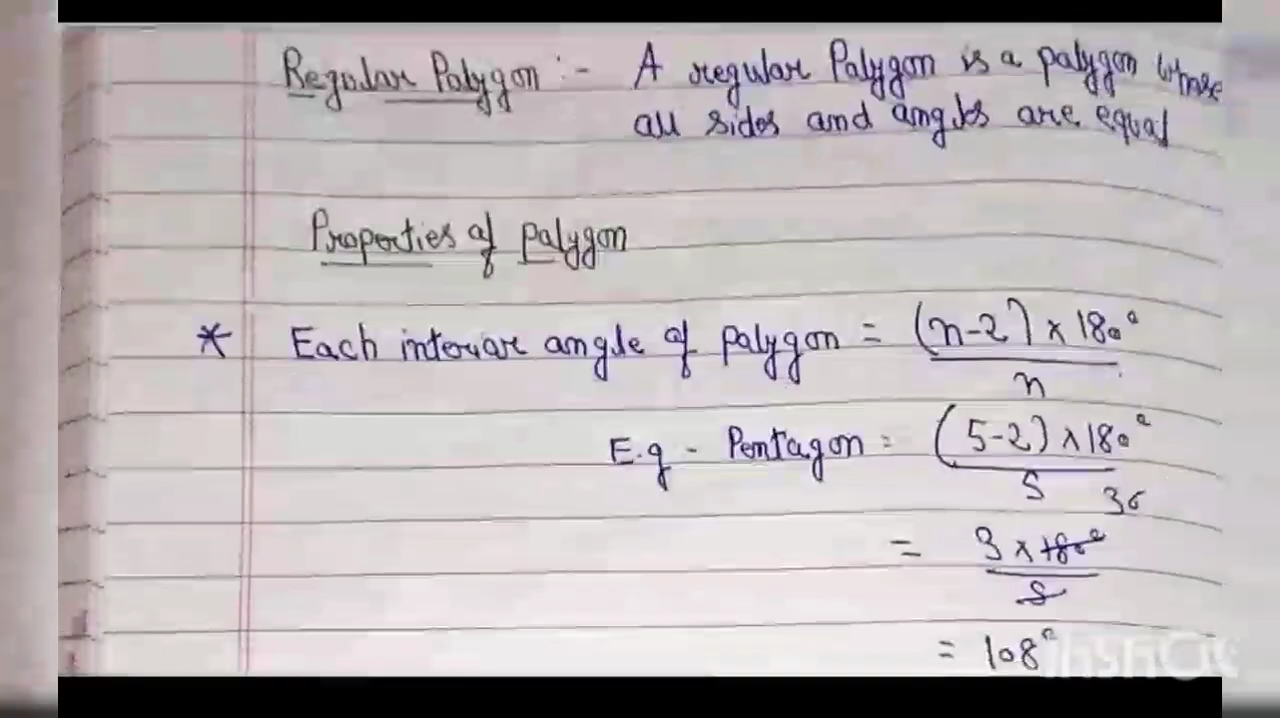 Regular Polygon :- A regular Polygon is a polygon whose
all sides and angles are equal
Properties of polygon
* Each interior angle of polygon = (n-2) × 180°
n
E.g - Pentagon = (5-2) × 180°
5 36
= 3 × 180°
5
= 108°